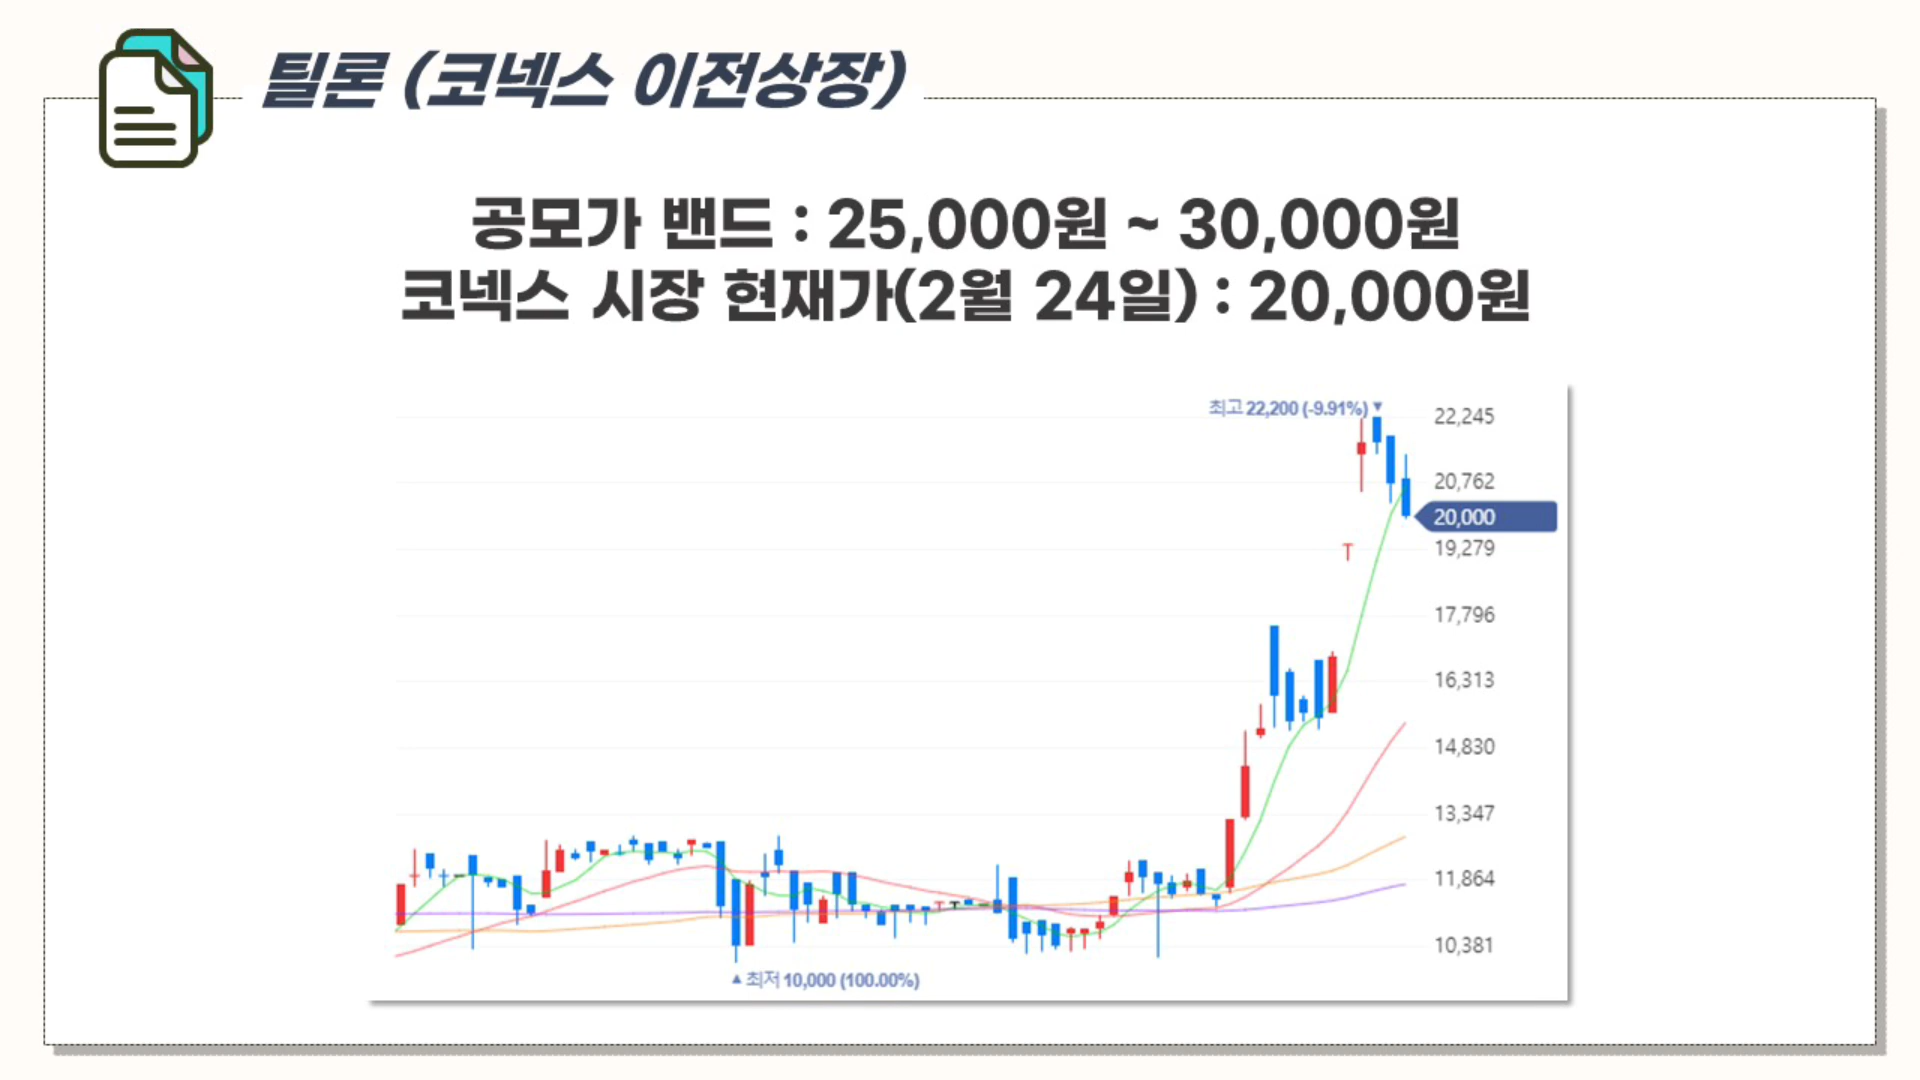 틸론 (코넥스 이전상장)
공모가 밴드 : 25,000원 ~ 30,000원
코넥스 시장 현재가(2월 24일) : 20,000원
최고 22,200 (-9.91%) ▼
22,245
20,762
20,000
19,279
17,796
16,313
14,830
13,347
11,864
10,381
▲ 최저 10,000 (100.00%)